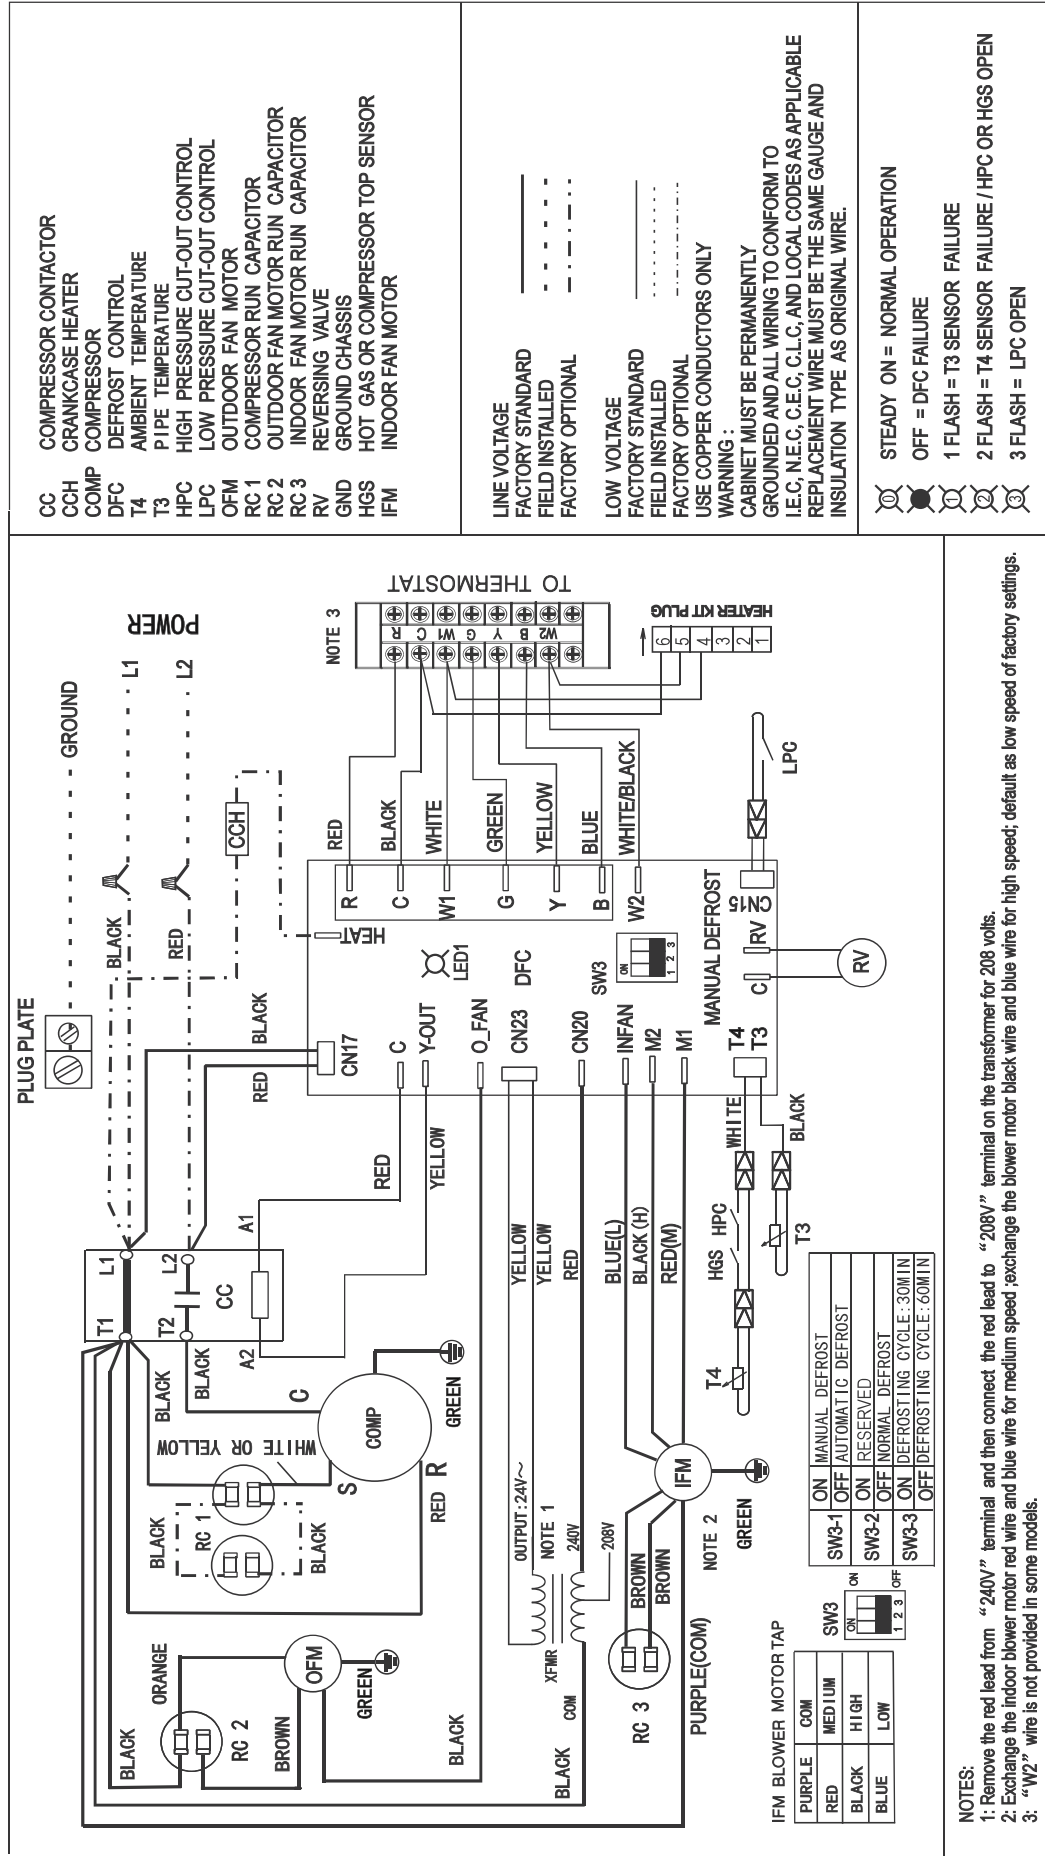 PLUG PLATE
GROUND
POWER
L1
L2
BLACK
RED
CCH
BLACK
RED
L1
T1
L2
T2
CC
A1
A2
BLACK
BLACK
BLACK
WHITE OR YELLOW
RC 1
BLACK
C
S
R
COMP
GREEN
RED
BLACK
ORANGE
RC 2
BROWN
OFM
GREEN
BLACK
RED
YELLOW
CN17
C
Y-OUT
O_FAN
CN23
CN20
INFAN
M2
M1
T4
T3
HEAT
LED1
DFC
SW3
ON
1 2 3
MANUAL DEFROST
R
C
W1
G
Y
B
W2
CN15
RV
C
RV
LPC
RED
BLACK
WHITE
GREEN
YELLOW
BLUE
WHITE/BLACK
NOTE 3
TO THERMOSTAT
R
C
W1
G
Y
B
W2
HEATER KIT PLUG
6
5
4
3
2
1
YELLOW
YELLOW
RED
BLUE(L)
BLACK (H)
RED(M)
OUTPUT:24V~
NOTE 1
240V
208V
XFMR
COM
BLACK
BROWN
BROWN
RC 3
PURPLE(COM)
IFM
NOTE 2
GREEN
WHITE
BLACK
HGS HPC
T4
T3
IFM BLOWER MOTOR TAP
PURPLE COM
RED MEDIUM
BLACK HIGH
BLUE LOW
SW3
ON
ON
OFF
1 2 3
SW3-1 ON MANUAL DEFROST
OFF AUTOMATIC DEFROST
SW3-2 ON RESERVED
OFF NORMAL DEFROST
SW3-3 ON DEFROSTING CYCLE:30MIN
OFF DEFROSTING CYCLE:60MIN
NOTES:
1: Remove the red lead from “240V” terminal and then connect the red lead to “208V” terminal on the transformer for 208 volts.
2: Exchange the indoor blower motor red wire and blue wire for medium speed ;exchange the blower motor black wire and blue wire for high speed; default as low speed of factory settings.
3: “W2” wire is not provided in some models.
CC COMPRESSOR CONTACTOR
CCH CRANKCASE HEATER
COMP COMPRESSOR
DFC DEFROST CONTROL
T4 AMBIENT TEMPERATURE
T3 PIPE TEMPERATURE
HPC HIGH PRESSURE CUT-OUT CONTROL
LPC LOW PRESSURE CUT-OUT CONTROL
OFM OUTDOOR FAN MOTOR
RC 1 COMPRESSOR RUN CAPACITOR
RC 2 OUTDOOR FAN MOTOR RUN CAPACITOR
RC 3 INDOOR FAN MOTOR RUN CAPACITOR
RV REVERSING VALVE
GND GROUND CHASSIS
HGS HOT GAS OR COMPRESSOR TOP SENSOR
IFM INDOOR FAN MOTOR
LINE VOLTAGE
FACTORY STANDARD
FIELD INSTALLED
FACTORY OPTIONAL
LOW VOLTAGE
FACTORY STANDARD
FIELD INSTALLED
FACTORY OPTIONAL
USE COPPER CONDUCTORS ONLY
WARNING :
CABINET MUST BE PERMANENTLY
GROUNDED AND ALL WIRING TO CONFORM TO
I.E.C, N.E.C, C.E.C, C.L.C, AND LOCAL CODES AS APPLICABLE
REPLACEMENT WIRE MUST BE THE SAME GAUGE AND
INSULATION TYPE AS ORIGINAL WIRE.
0 STEADY ON = NORMAL OPERATION
OFF = DFC FAILURE
1 1 FLASH = T3 SENSOR FAILURE
2 2 FLASH = T4 SENSOR FAILURE / HPC OR HGS OPEN
3 3 FLASH = LPC OPEN